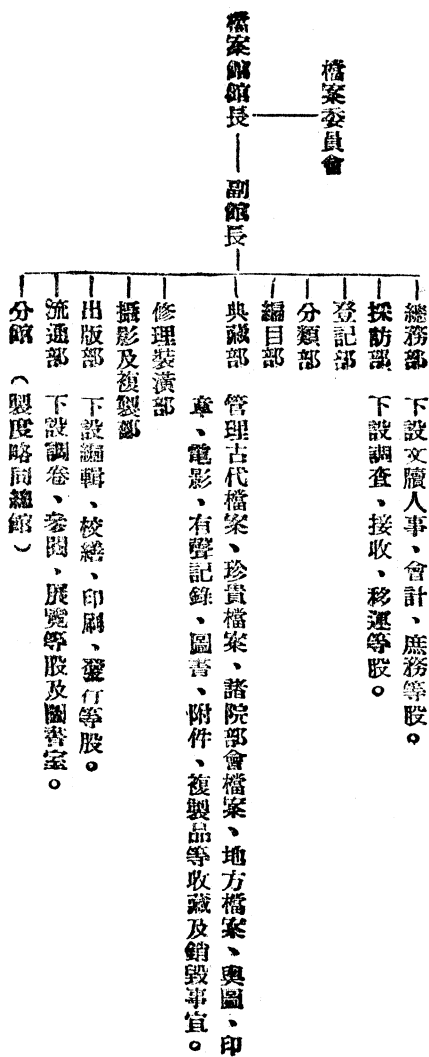 檔案委員會
檔案館館長
副館長
總務部　下設文牘人事、會計、庶務等股。
採訪部　下設調查、接收、移運等股。
登記部
分類部
編目部
典藏部　管理古代檔案、珍貴檔案、諸院部會檔案、地方檔案、輿圖、印
章、電影、有聲記錄、圖書、附件、複製品等收藏及銷毀事宜。
修理裝潢部
攝影及複製部
出版部　下設編輯、校繕、印刷、發行等股。
流通部　下設調卷、參閱、展覽等股及圖書室。
分館　（製度略同總館）